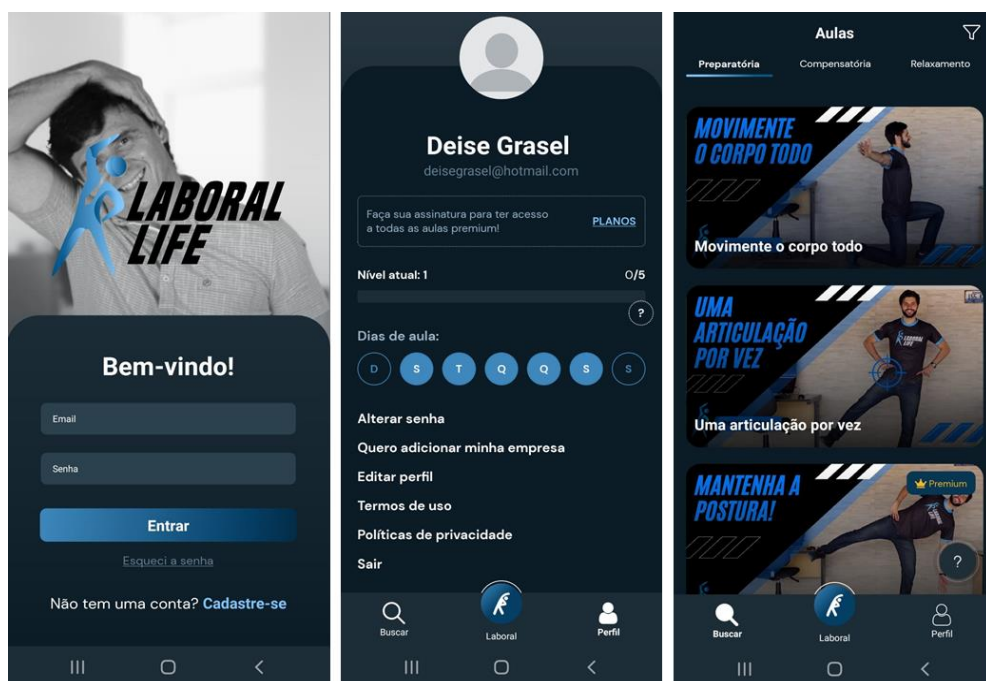 LABORAL
LIFE
Bem-vindo!
Email
Senha
Entrar
Esqueci a senha
Não tem uma conta? Cadastre-se
Deise Grasel
deisegrasel@hotmail.com
Faça sua assinatura para ter acesso
a todas as aulas premium!
PLANOS
Nível atual: 1
0/5
?
Dias de aula:
D S T Q Q S S
Alterar senha
Quero adicionar minha empresa
Editar perfil
Termos de uso
Políticas de privacidade
Sair
Buscar
Laboral
Perfil
Aulas
Preparatória
Compensatória
Relaxamento
MOVIMENTE
O CORPO TODO
Movimente o corpo todo
UMA
ARTICULAÇÃO
POR VEZ
LABORAL
LIFE
Uma articulação por vez
MANTENHA A
POSTURA!
Premium
?
Buscar
Laboral
Perfil